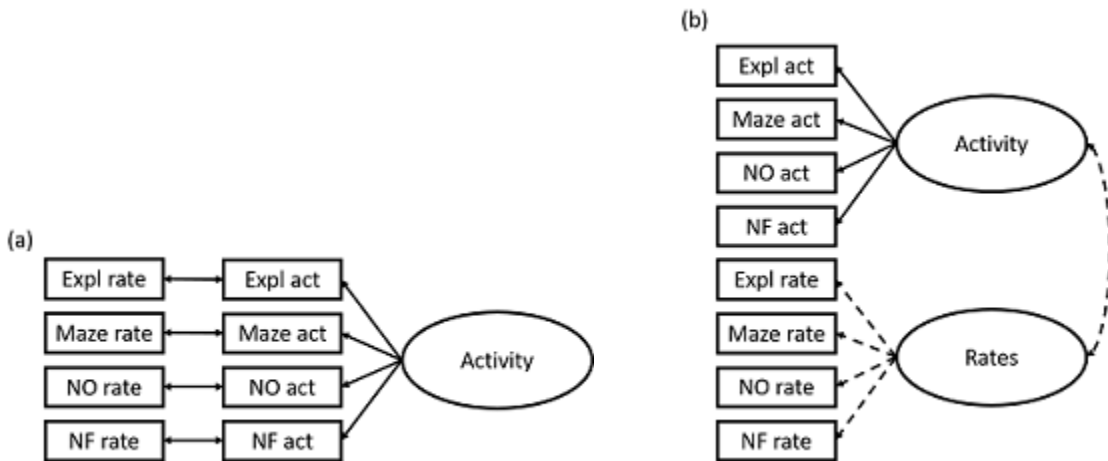 (a)
Expl rate
Expl act
Maze rate
Maze act
NO rate
NO act
NF rate
NF act
Activity
(b)
Expl act
Maze act
NO act
NF act
Expl rate
Maze rate
NO rate
NF rate
Activity
Rates